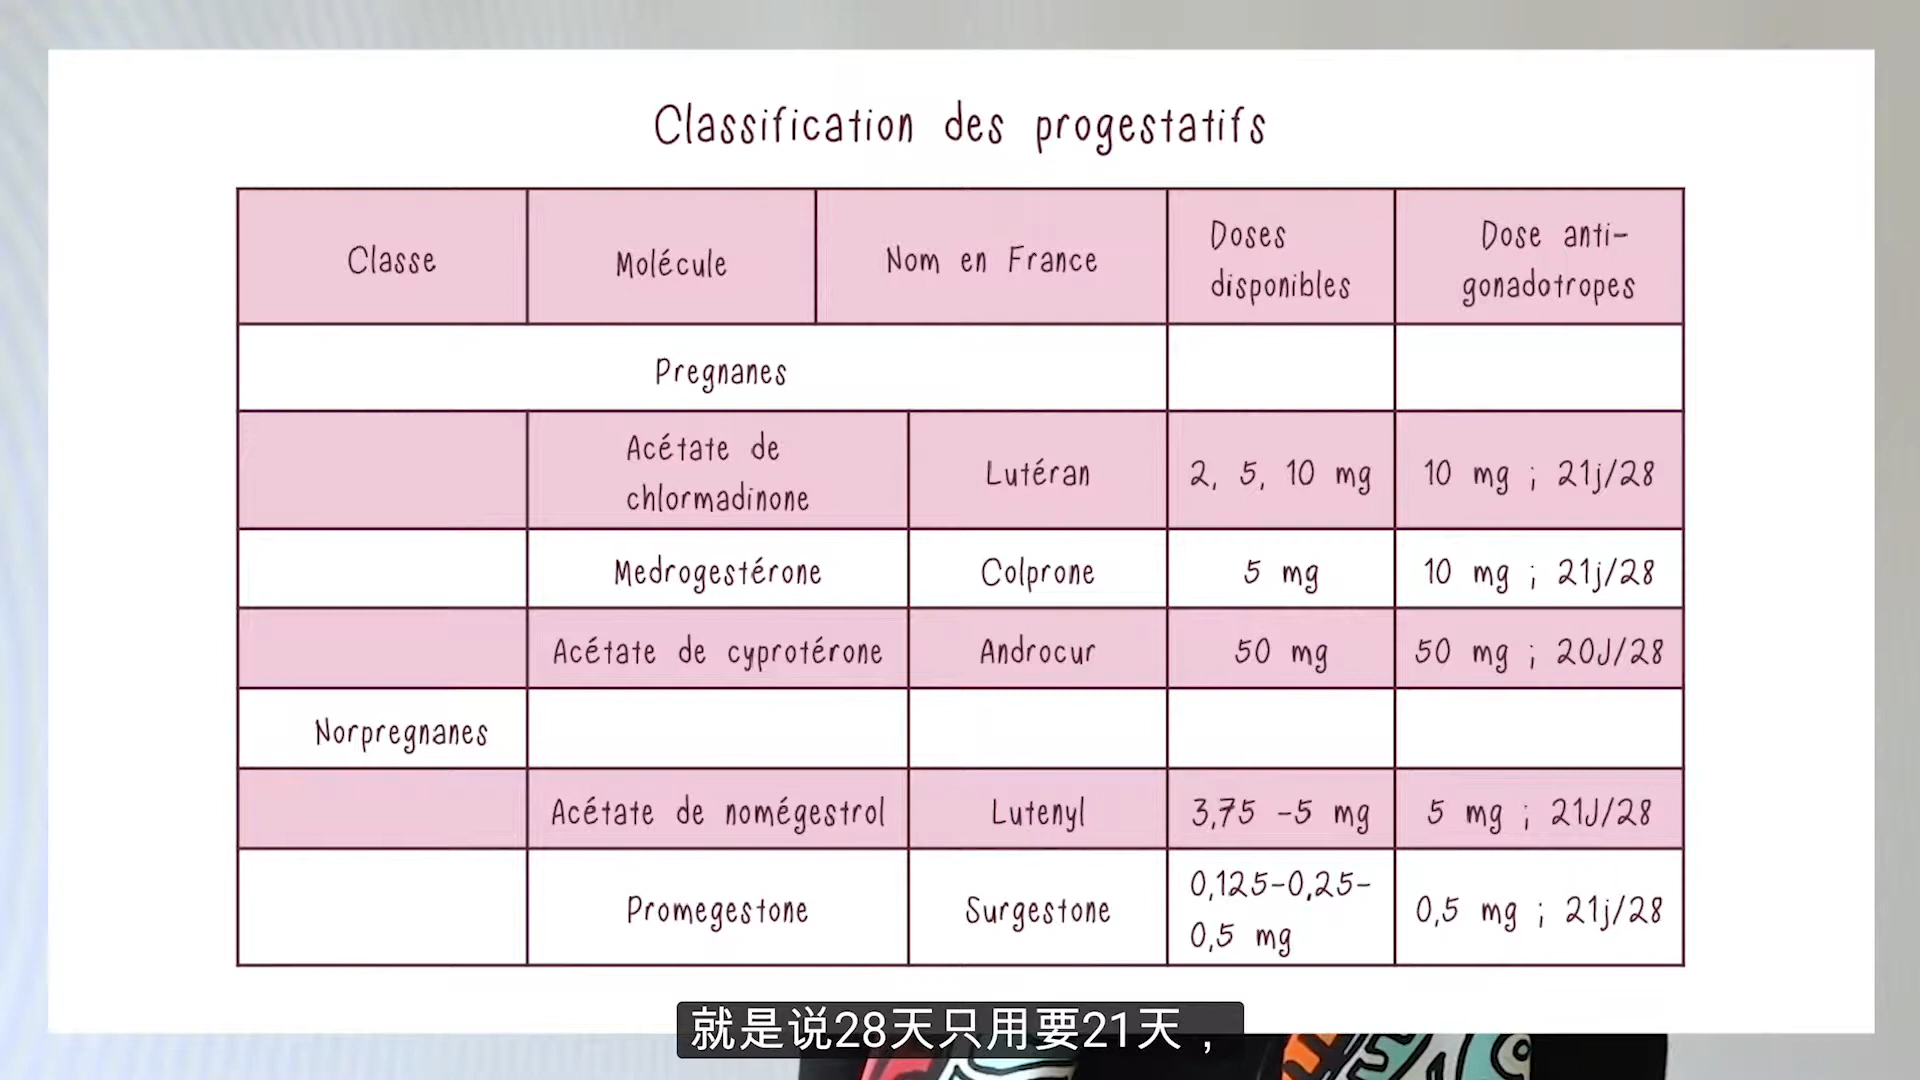 Classification des progestatifs
Classe
Molécule
Nom en France
Doses
disponibles
Dose anti-
gonadotropes
Pregnanes
Acétate de
chlormadinone
Lutéran
2, 5, 10 mg
10 mg ; 21j/28
Medrogestérone
Colprone
5 mg
10 mg ; 21j/28
Acétate de cyprotérone
Androcur
50 mg
50 mg ; 20J/28
Norpregnanes
Acétate de nomégestrol
Lutenyl
3,75 -5 mg
5 mg ; 21J/28
Promegestone
Surgestone
0,125-0,25-
0,5 mg
0,5 mg ; 21j/28
就是说28天只用要21天，